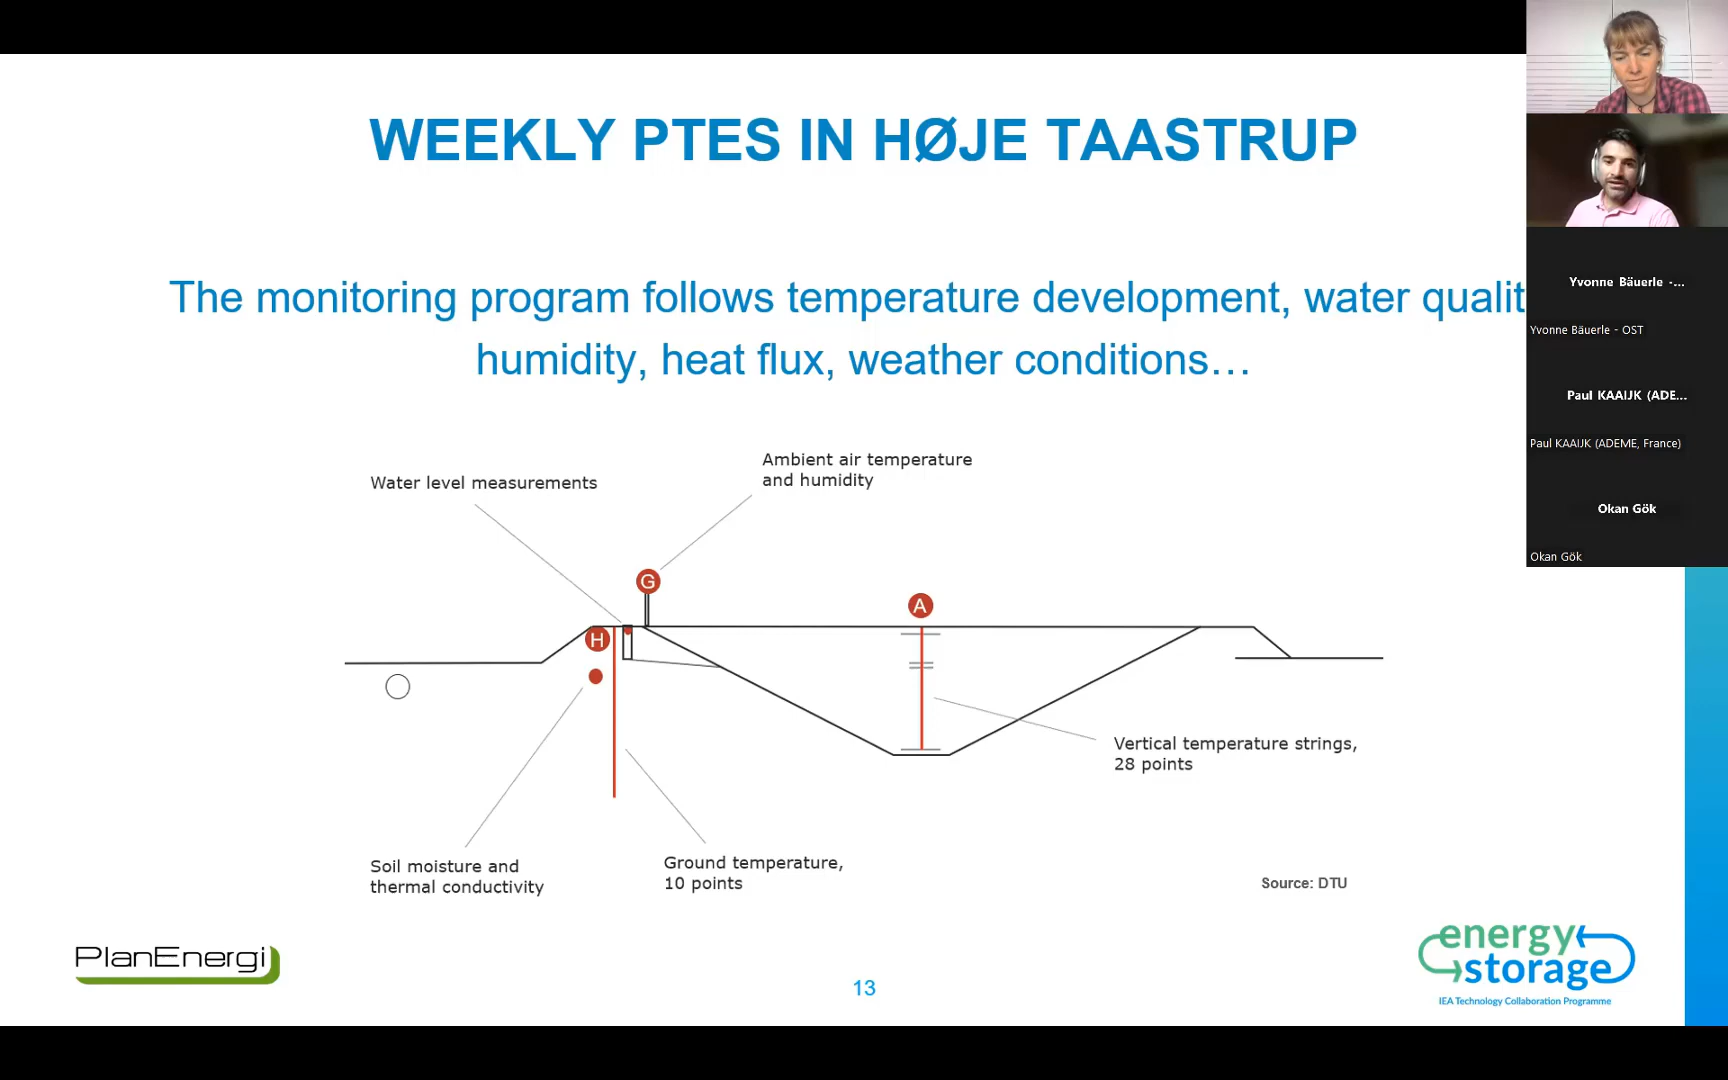 WEEKLY PTES IN HØJE TAASTRUP
The monitoring program follows temperature development, water qualit
humidity, heat flux, weather conditions…
Yvonne Bäuerle -...
Yvonne Bäuerle - OST
Paul KAAIJK (ADE...
Paul KAAIJK (ADEME, France)
Okan Gök
Okan Gök
Ambient air temperature
and humidity
Water level measurements
G
A
H
Vertical temperature strings,
28 points
Soil moisture and
thermal conductivity
Ground temperature,
10 points
Source: DTU
PlanEnergi
13
energy
storage
IEA Technology Collaboration Programme